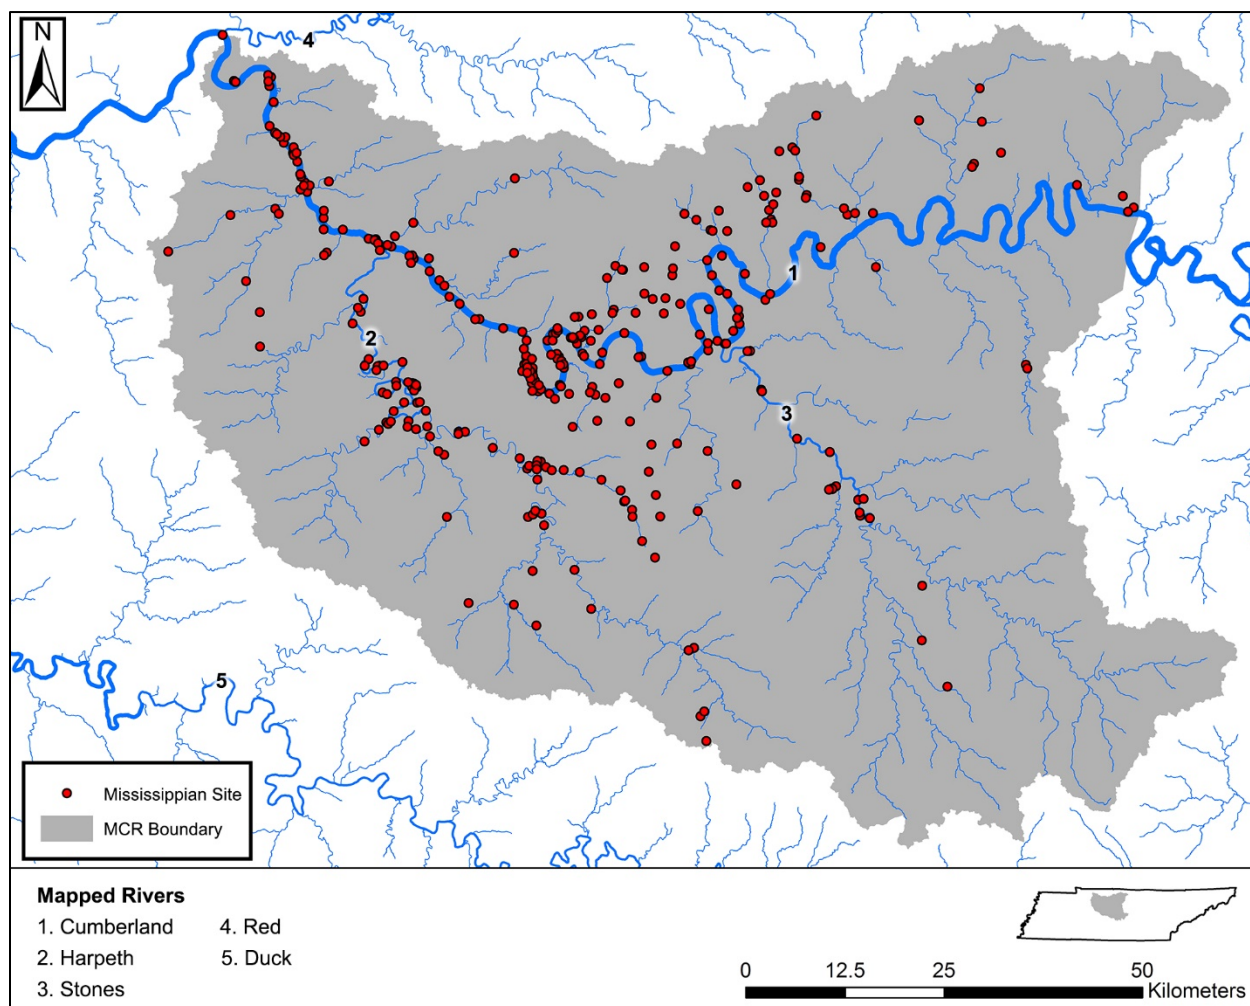 N
4
1
2
3
5
Mississippian Site
MCR Boundary
Mapped Rivers
1. Cumberland 4. Red
2. Harpeth 5. Duck
3. Stones
0 12.5 25 50
Kilometers